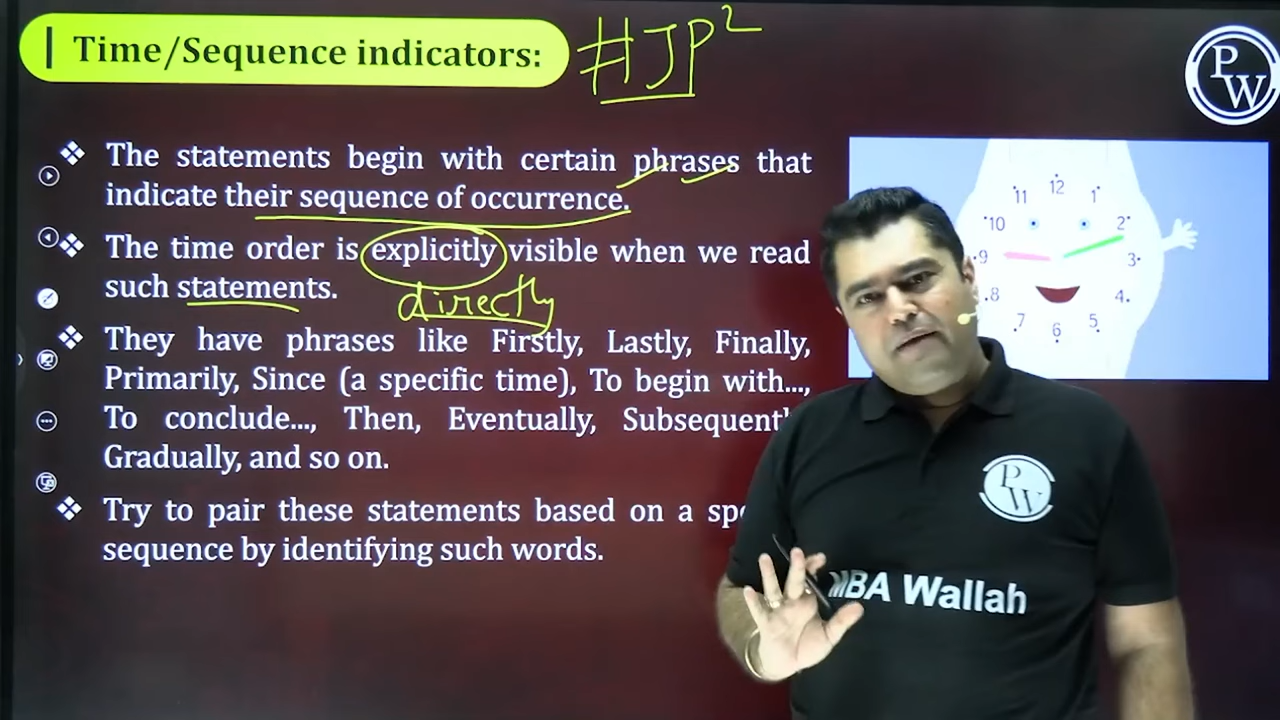 Time/Sequence indicators: #JP²
PW
The statements begin with certain phrases that
indicate their sequence of occurrence.
The time order is explicitly visible when we read
such statements.
directly
They have phrases like Firstly, Lastly, Finally,
Primarily, Since (a specific time), To begin with...,
To conclude..., Then, Eventually,
Gradually, and so on.
Try to pair these statements based on a
sequence by identifying such words.
11 12 1
10 2
9 3
8 4
7 6 5
PW
MBA Wallah